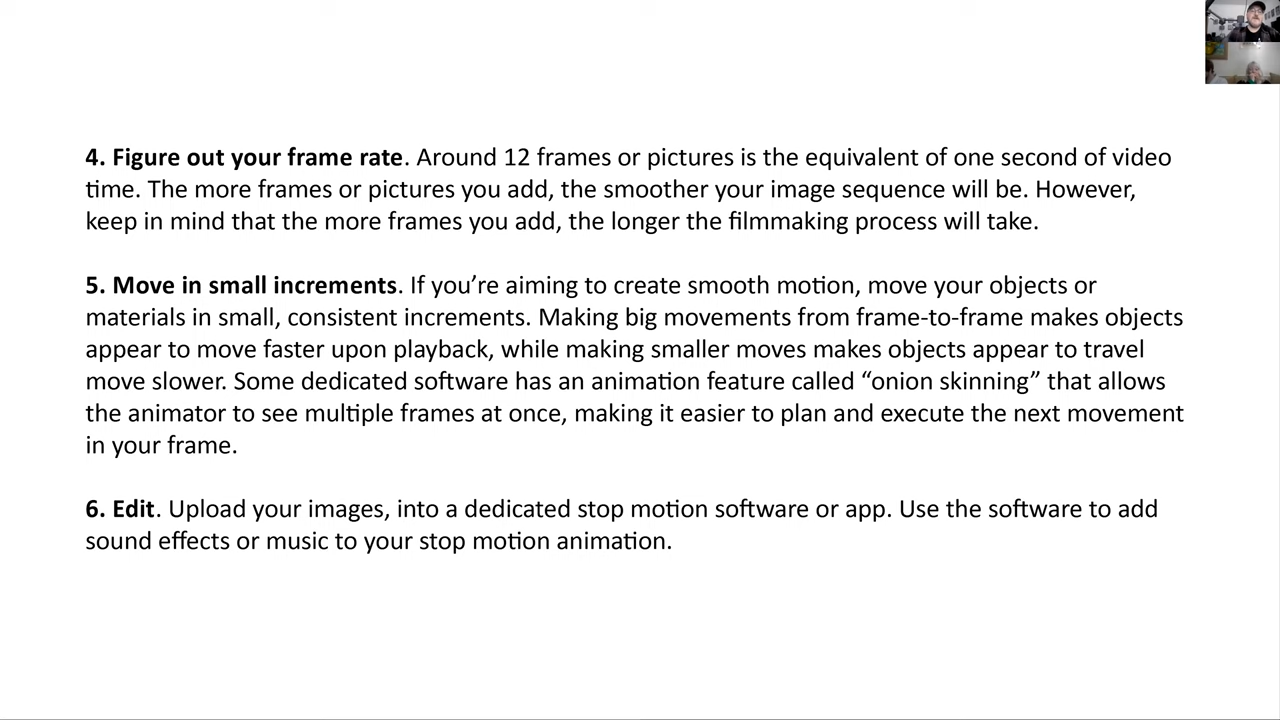 4. Figure out your frame rate. Around 12 frames or pictures is the equivalent of one second of video
time. The more frames or pictures you add, the smoother your image sequence will be. However,
keep in mind that the more frames you add, the longer the filmmaking process will take.
5. Move in small increments. If you’re aiming to create smooth motion, move your objects or
materials in small, consistent increments. Making big movements from frame-to-frame makes objects
appear to move faster upon playback, while making smaller moves makes objects appear to travel
move slower. Some dedicated software has an animation feature called “onion skinning” that allows
the animator to see multiple frames at once, making it easier to plan and execute the next movement
in your frame.
6. Edit. Upload your images, into a dedicated stop motion software or app. Use the software to add
sound effects or music to your stop motion animation.